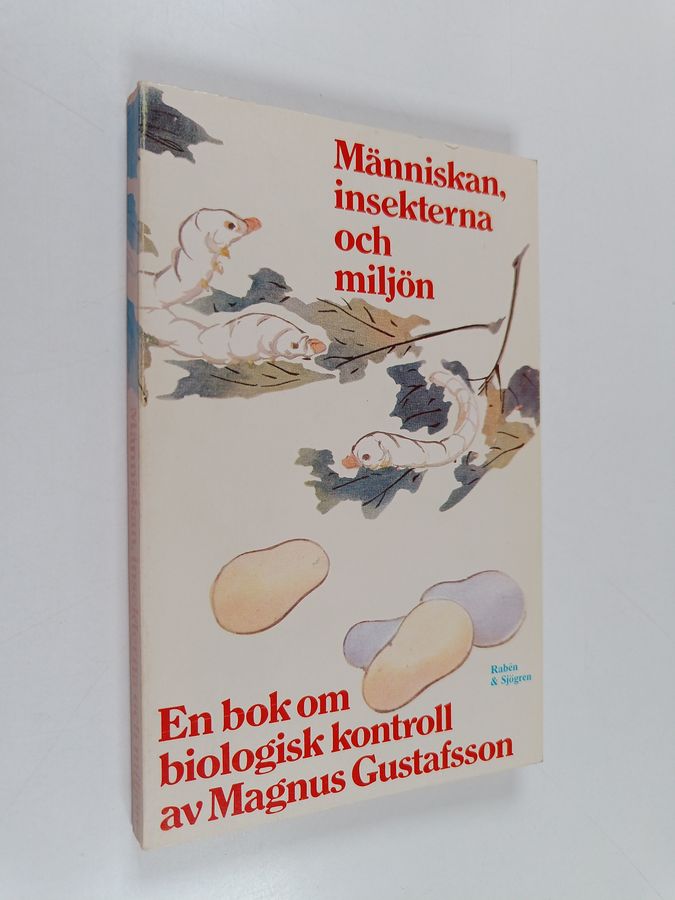 Människan,
insekterna
och
miljön
Rabén
& Sjögren
En bok om
biologisk kontroll
av Magnus Gustafsson